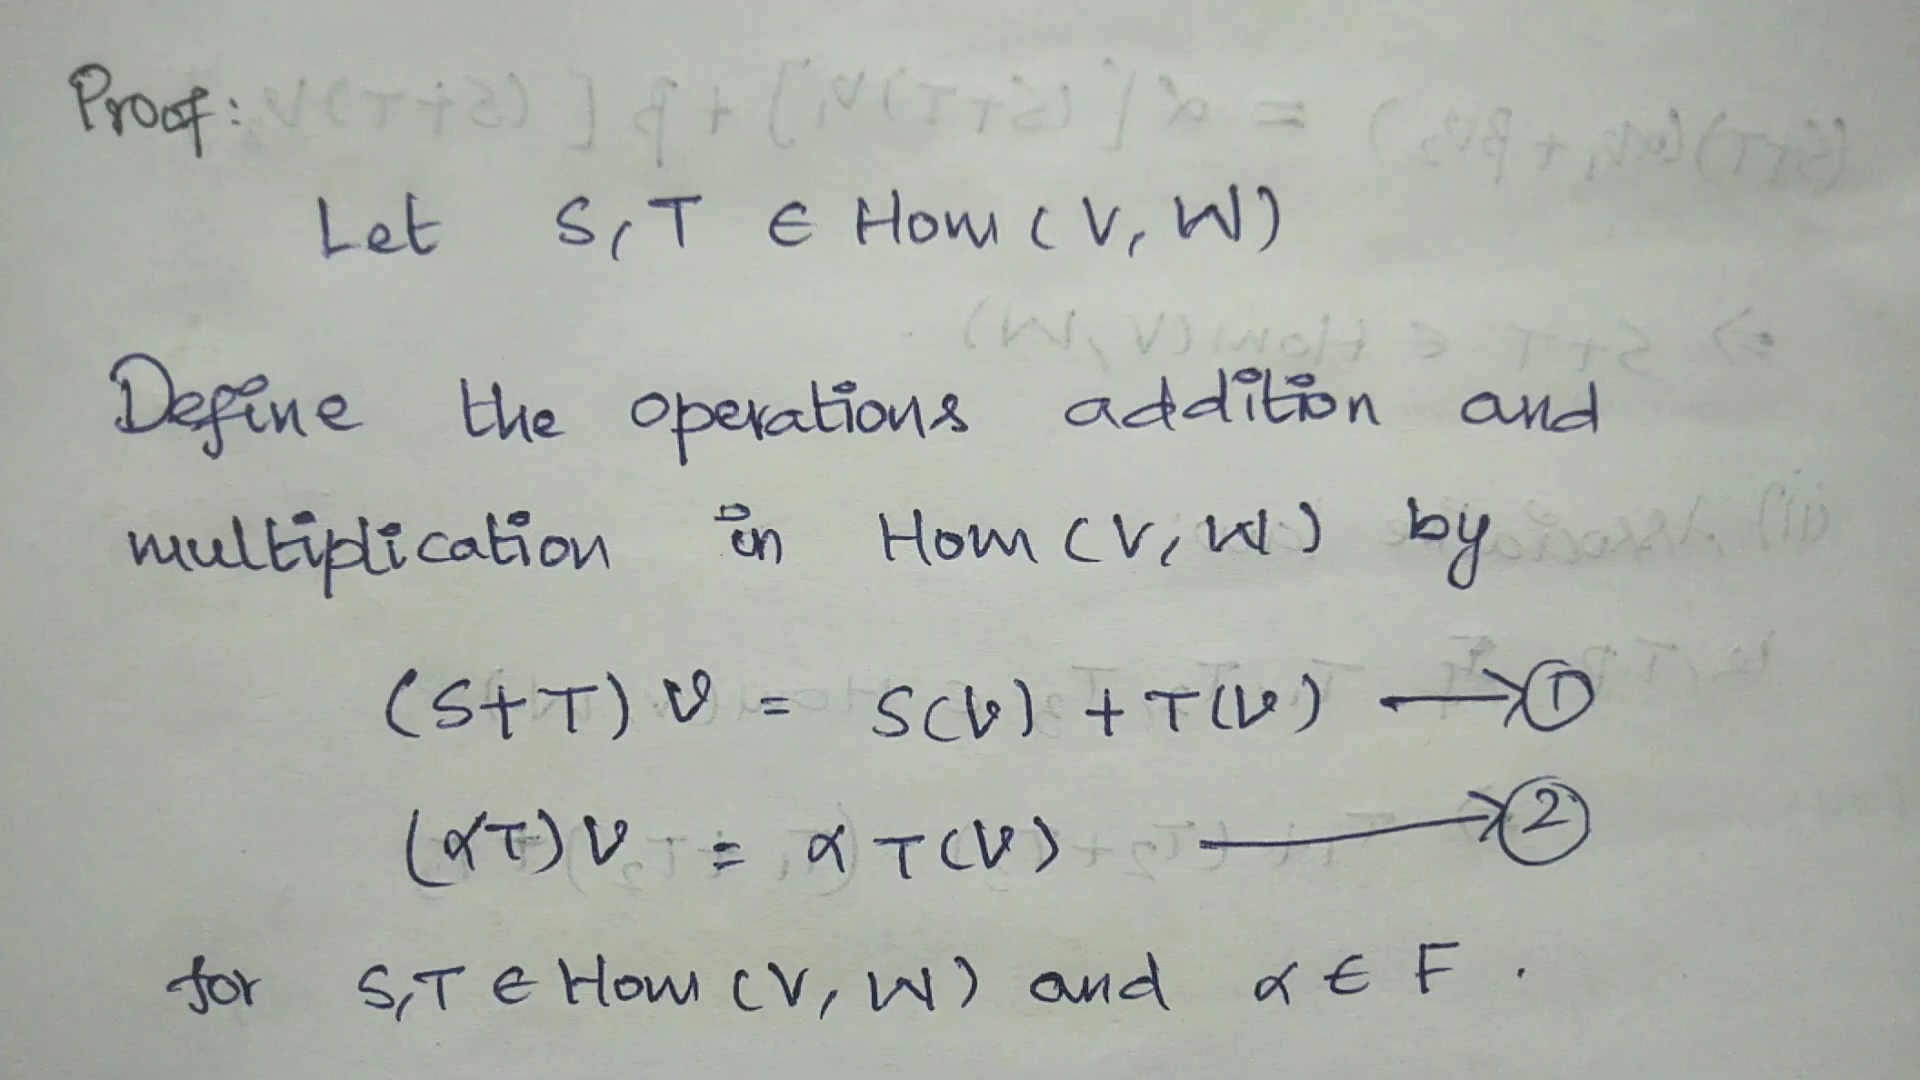 Proof:
Let S, T ∈ Hom (V, W)
Define the operations addition and
multiplication in Hom (V, W) by
(S+T) v = S(v) + T(v) → ①
(αT) v = α T(v) → ②
for S, T ∈ Hom (V, W) and α ∈ F .